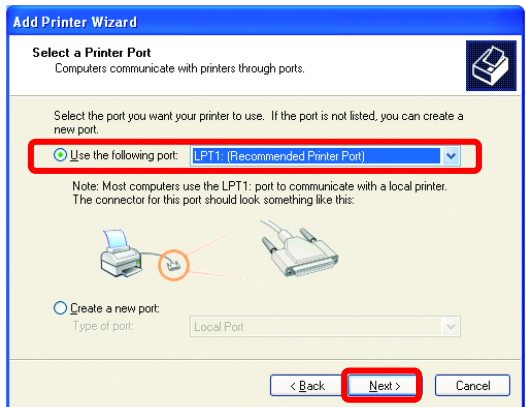 Add Printer Wizard
Select a Printer Port
Computers communicate with printers through ports.
Select the port you want your printer to use. If the port is not listed, you can create a
new port.
Use the following port: LPT1: (Recommended Printer Port)
Note: Most computers use the LPT1: port to communicate with a local printer.
The connector for this port should look something like this:
Create a new port:
Type of port: Local Port
< Back Next > Cancel